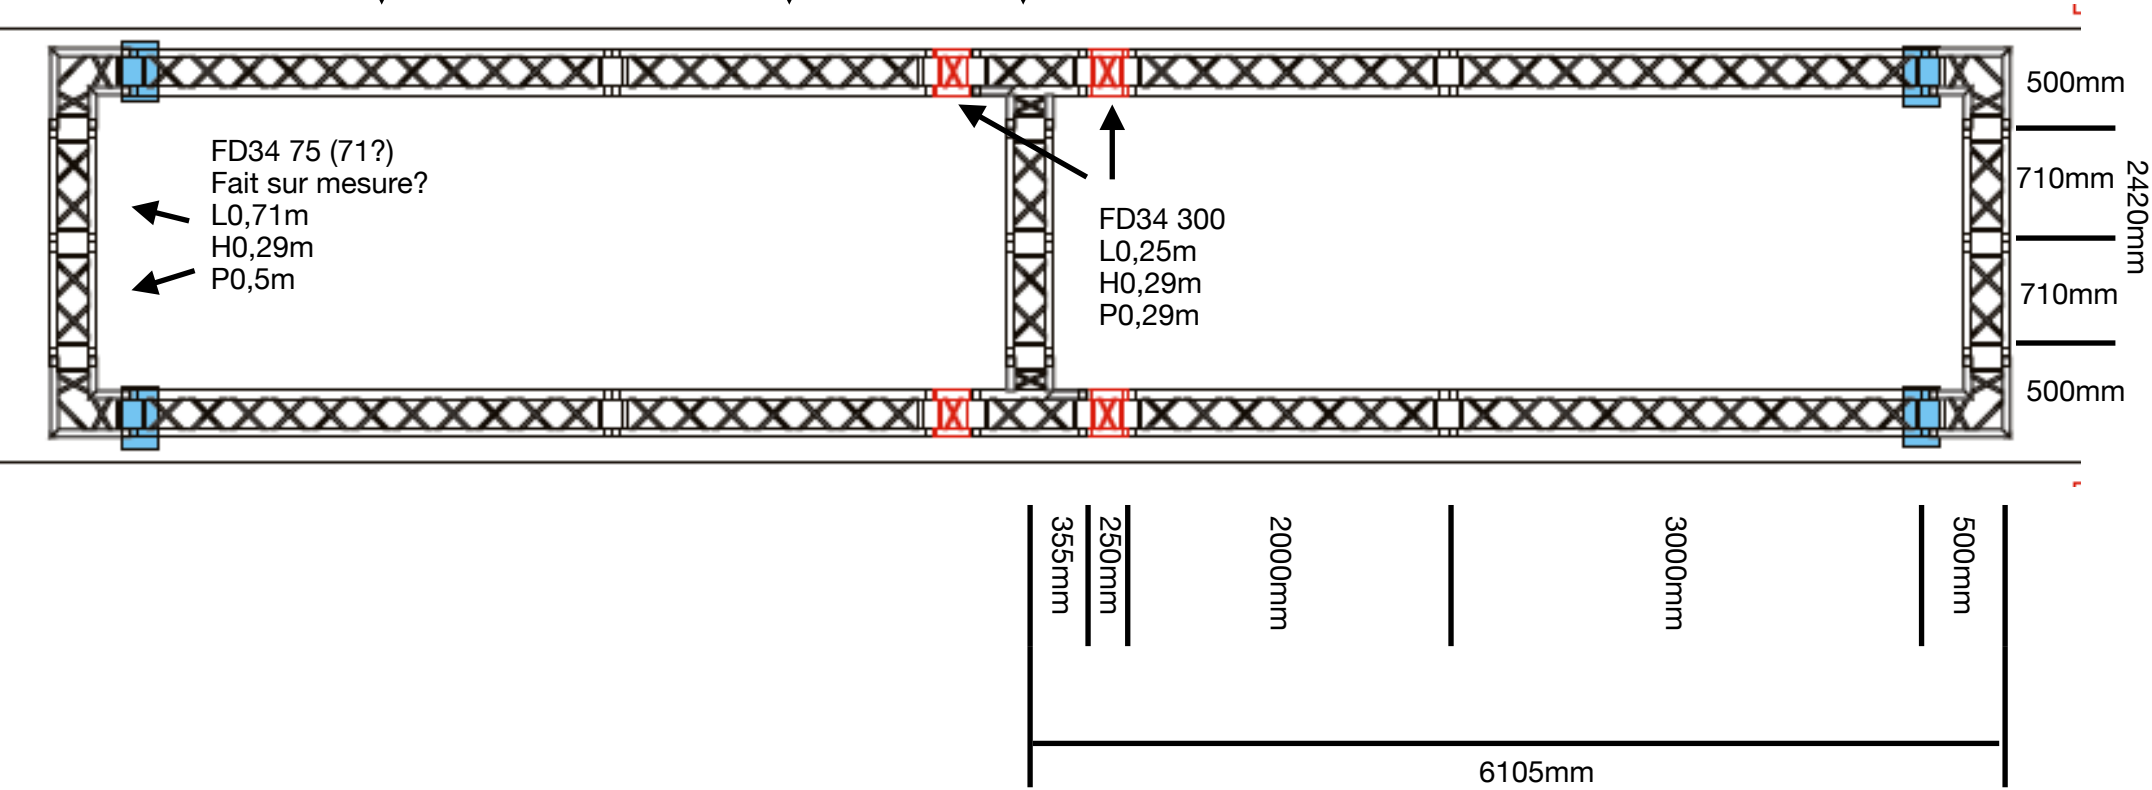 500mm
FD34 75 (71?)
Fait sur mesure?
L0,71m
H0,29m
P0,5m
FD34 300
L0,25m
H0,29m
P0,29m
710mm
2420mm
710mm
500mm
355mm
250mm
2000mm
3000mm
500mm
6105mm